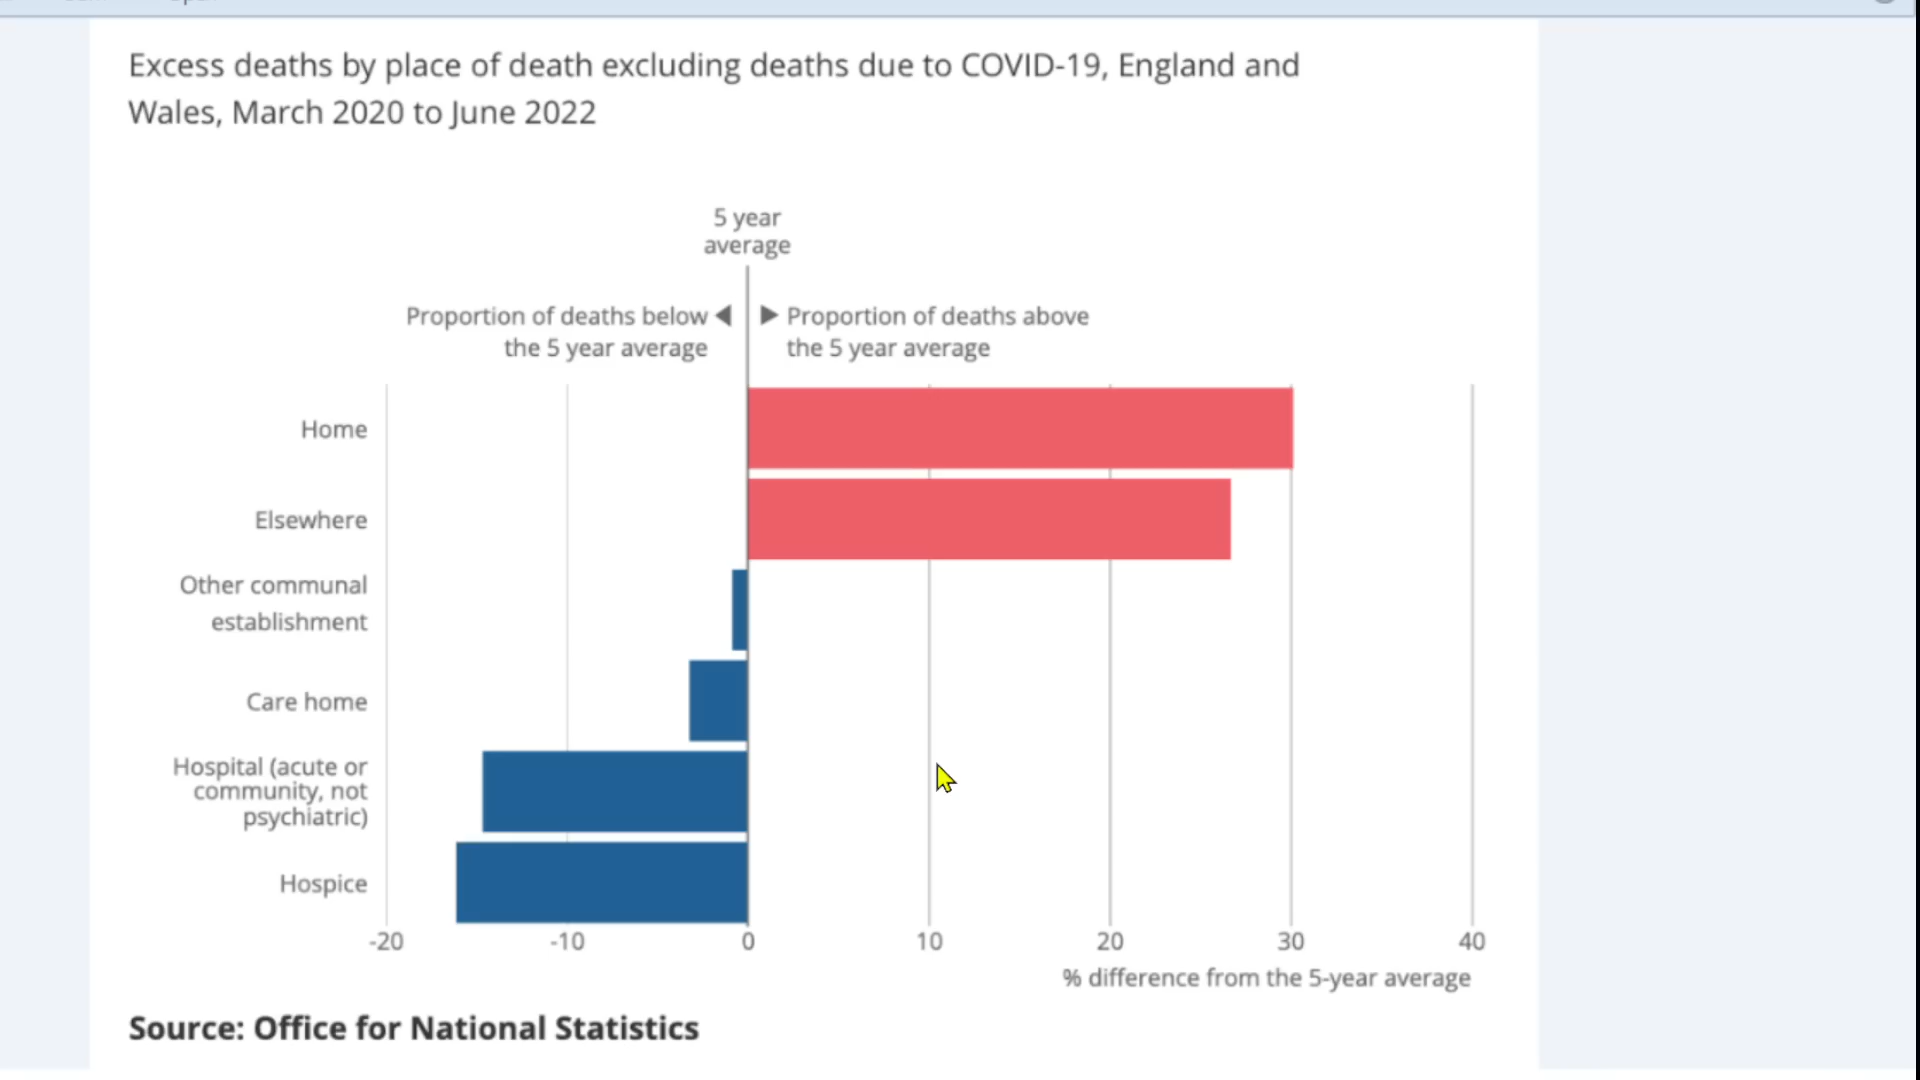 Excess deaths by place of death excluding deaths due to COVID-19, England and
Wales, March 2020 to June 2022
5 year
average
Proportion of deaths below ◀ ▶ Proportion of deaths above
the 5 year average the 5 year average
Home
Elsewhere
Other communal
establishment
Care home
Hospital (acute or
community, not
psychiatric)
Hospice
-20 -10 0 10 20 30 40
% difference from the 5-year average
Source: Office for National Statistics